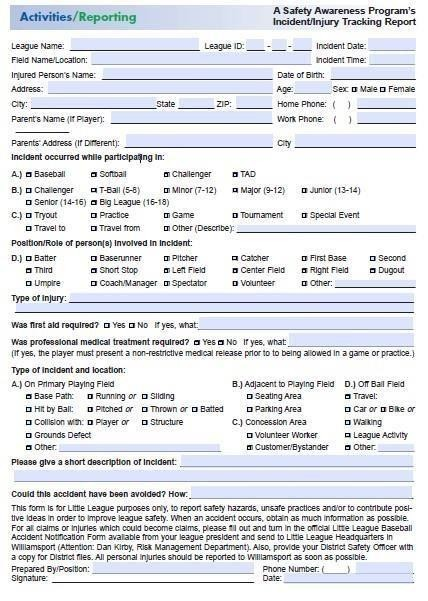 Activities/Reporting
A Safety Awareness Program's
Incident/Injury Tracking Report
League Name: League ID: - - Incident Date:
Field Name/Location: Incident Time:
Injured Person's Name: Date of Birth:
Address: Age: Sex: Male Female
City: State ZIP: Home Phone: ( )
Parent's Name (If Player): Work Phone: ( )
Parents' Address (If Different): City
Incident occurred while participating in:
A.) Baseball Softball Challenger TAD
B.) Challenger T-Ball (5-8) Minor (7-12) Major (9-12) Junior (13-14)
Senior (14-16) Big League (16-18)
C.) Tryout Practice Game Tournament Special Event
Travel to Travel from Other (Describe):
Position/Role of person(s) involved in incident:
D.) Batter Baserunner Pitcher Catcher First Base Second
Third Short Stop Left Field Center Field Right Field Dugout
Umpire Coach/Manager Spectator Volunteer Other:
Type of injury:
Was first aid required? Yes No If yes, what:
Was professional medical treatment required? Yes No If yes, what:
(If yes, the player must present a non-restrictive medical release prior to to being allowed in a game or practice.)
Type of incident and location:
A.) On Primary Playing Field B.) Adjacent to Playing Field D.) Off Ball Field
Base Path: Running or Sliding Seating Area Travel:
Hit by Ball: Pitched or Thrown or Batted Parking Area Car or Bike or
Collision with: Player or Structure C.) Concession Area Walking
Grounds Defect Volunteer Worker League Activity
Other: Customer/Bystander Other:
Please give a short description of incident:
Could this accident have been avoided? How:
This form is for Little League purposes only, to report safety hazards, unsafe practices and/or to contribute posi-
tive ideas in order to improve league safety. When an accident occurs, obtain as much information as possible.
For all claims or injuries which could become claims, please fill out and turn in the official Little League Baseball
Accident Notification Form available from your league president and send to Little League Headquarters in
Williamsport (Attention: Dan Kirby, Risk Management Department). Also, provide your District Safety Officer with
a copy for District files. All personal injuries should be reported to Williamsport as soon as possible.
Prepared By/Position: Phone Number: ( )
Signature: Date: